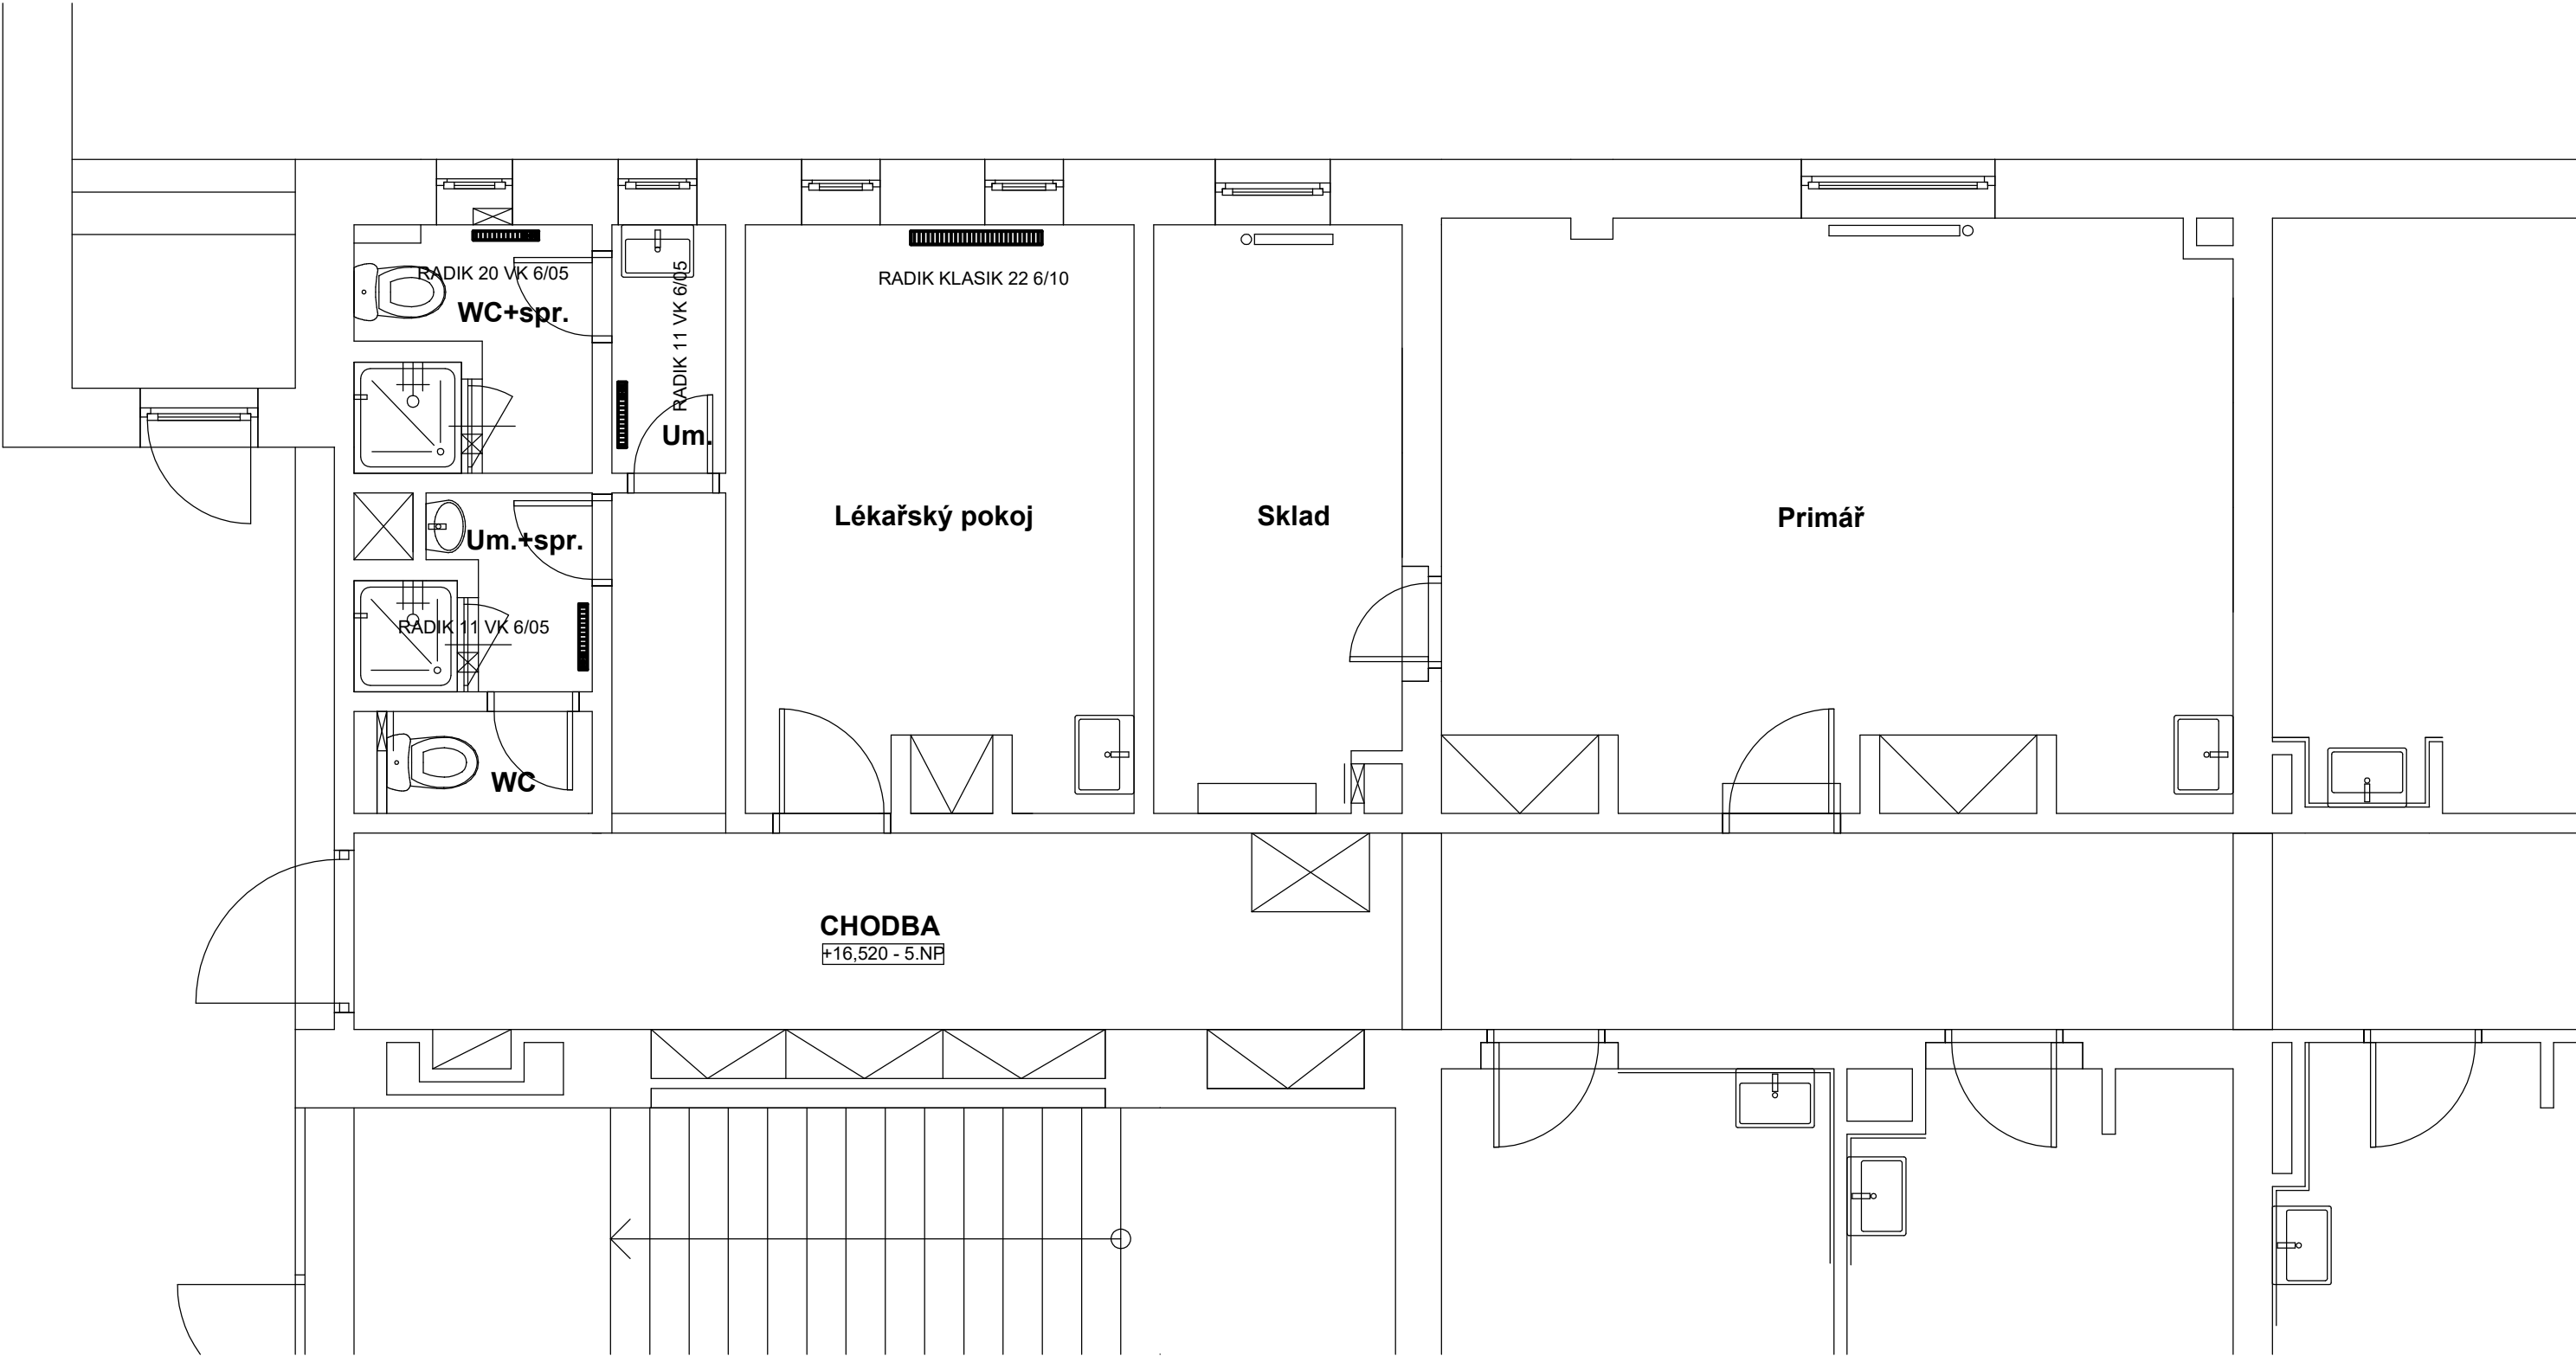 RADIK 20 VK 6/05
WC+spr.
RADIK 11 VK 6/05
Um.
RADIK KLASIK 22 6/10
Lékařský pokoj
Sklad
Primář
Um.+spr.
RADIK 11 VK 6/05
WC
CHODBA
+16,520 - 5.NP